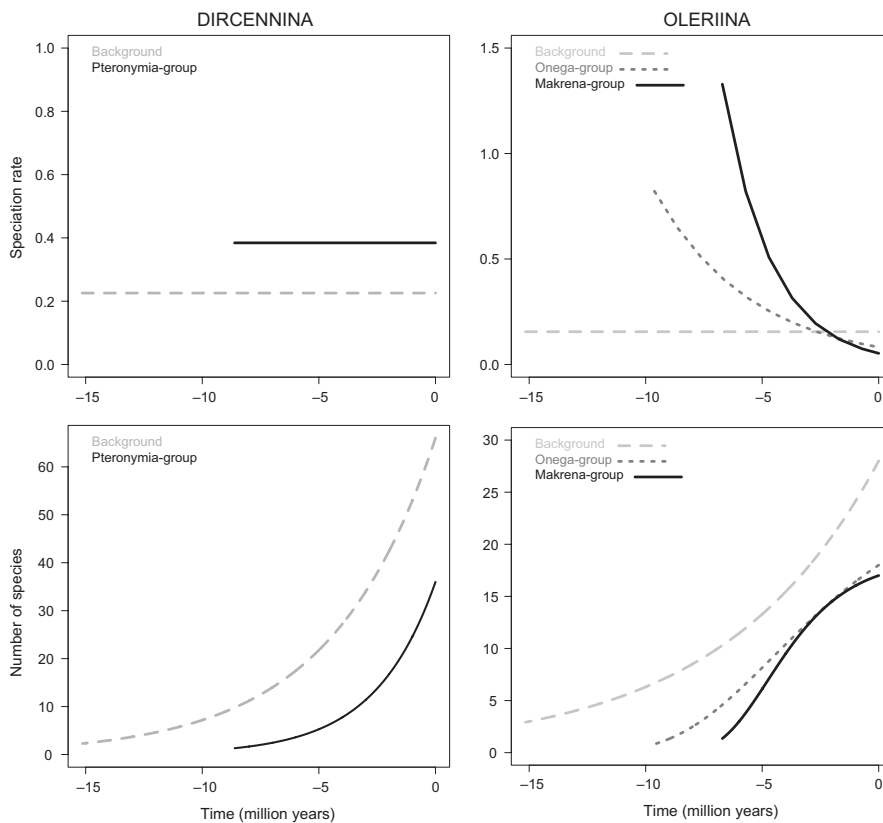 DIRCENNINA
OLERIINA
Background
Pteronymia-group
1.0
0.8
0.6
0.4
0.2
0.0
Speciation rate
–15
–10
–5
0
Background
Onega-group
Makrena-group
1.5
1.0
0.5
0.0
–15
–10
–5
0
Background
Pteronymia-group
60
50
40
30
20
10
0
Number of species
–15
–10
–5
0
Time (million years)
Background
Onega-group
Makrena-group
30
25
20
15
10
5
0
–15
–10
–5
0
Time (million years)